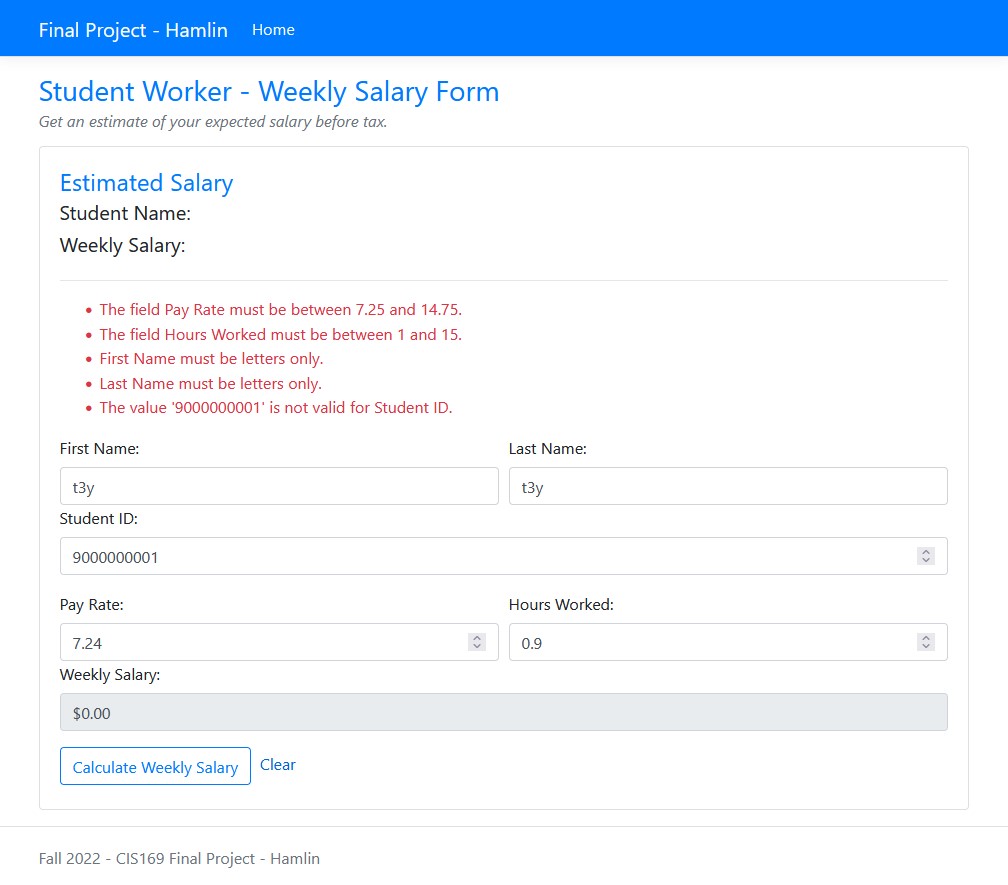 Final Project - Hamlin Home
Student Worker - Weekly Salary Form
Get an estimate of your expected salary before tax.
Estimated Salary
Student Name:
Weekly Salary:
• The field Pay Rate must be between 7.25 and 14.75.
• The field Hours Worked must be between 1 and 15.
• First Name must be letters only.
• Last Name must be letters only.
• The value '9000000001' is not valid for Student ID.
First Name: Last Name:
t3y t3y
Student ID:
9000000001
Pay Rate: Hours Worked:
7.24 0.9
Weekly Salary:
$0.00
Calculate Weekly Salary Clear
Fall 2022 - CIS169 Final Project - Hamlin